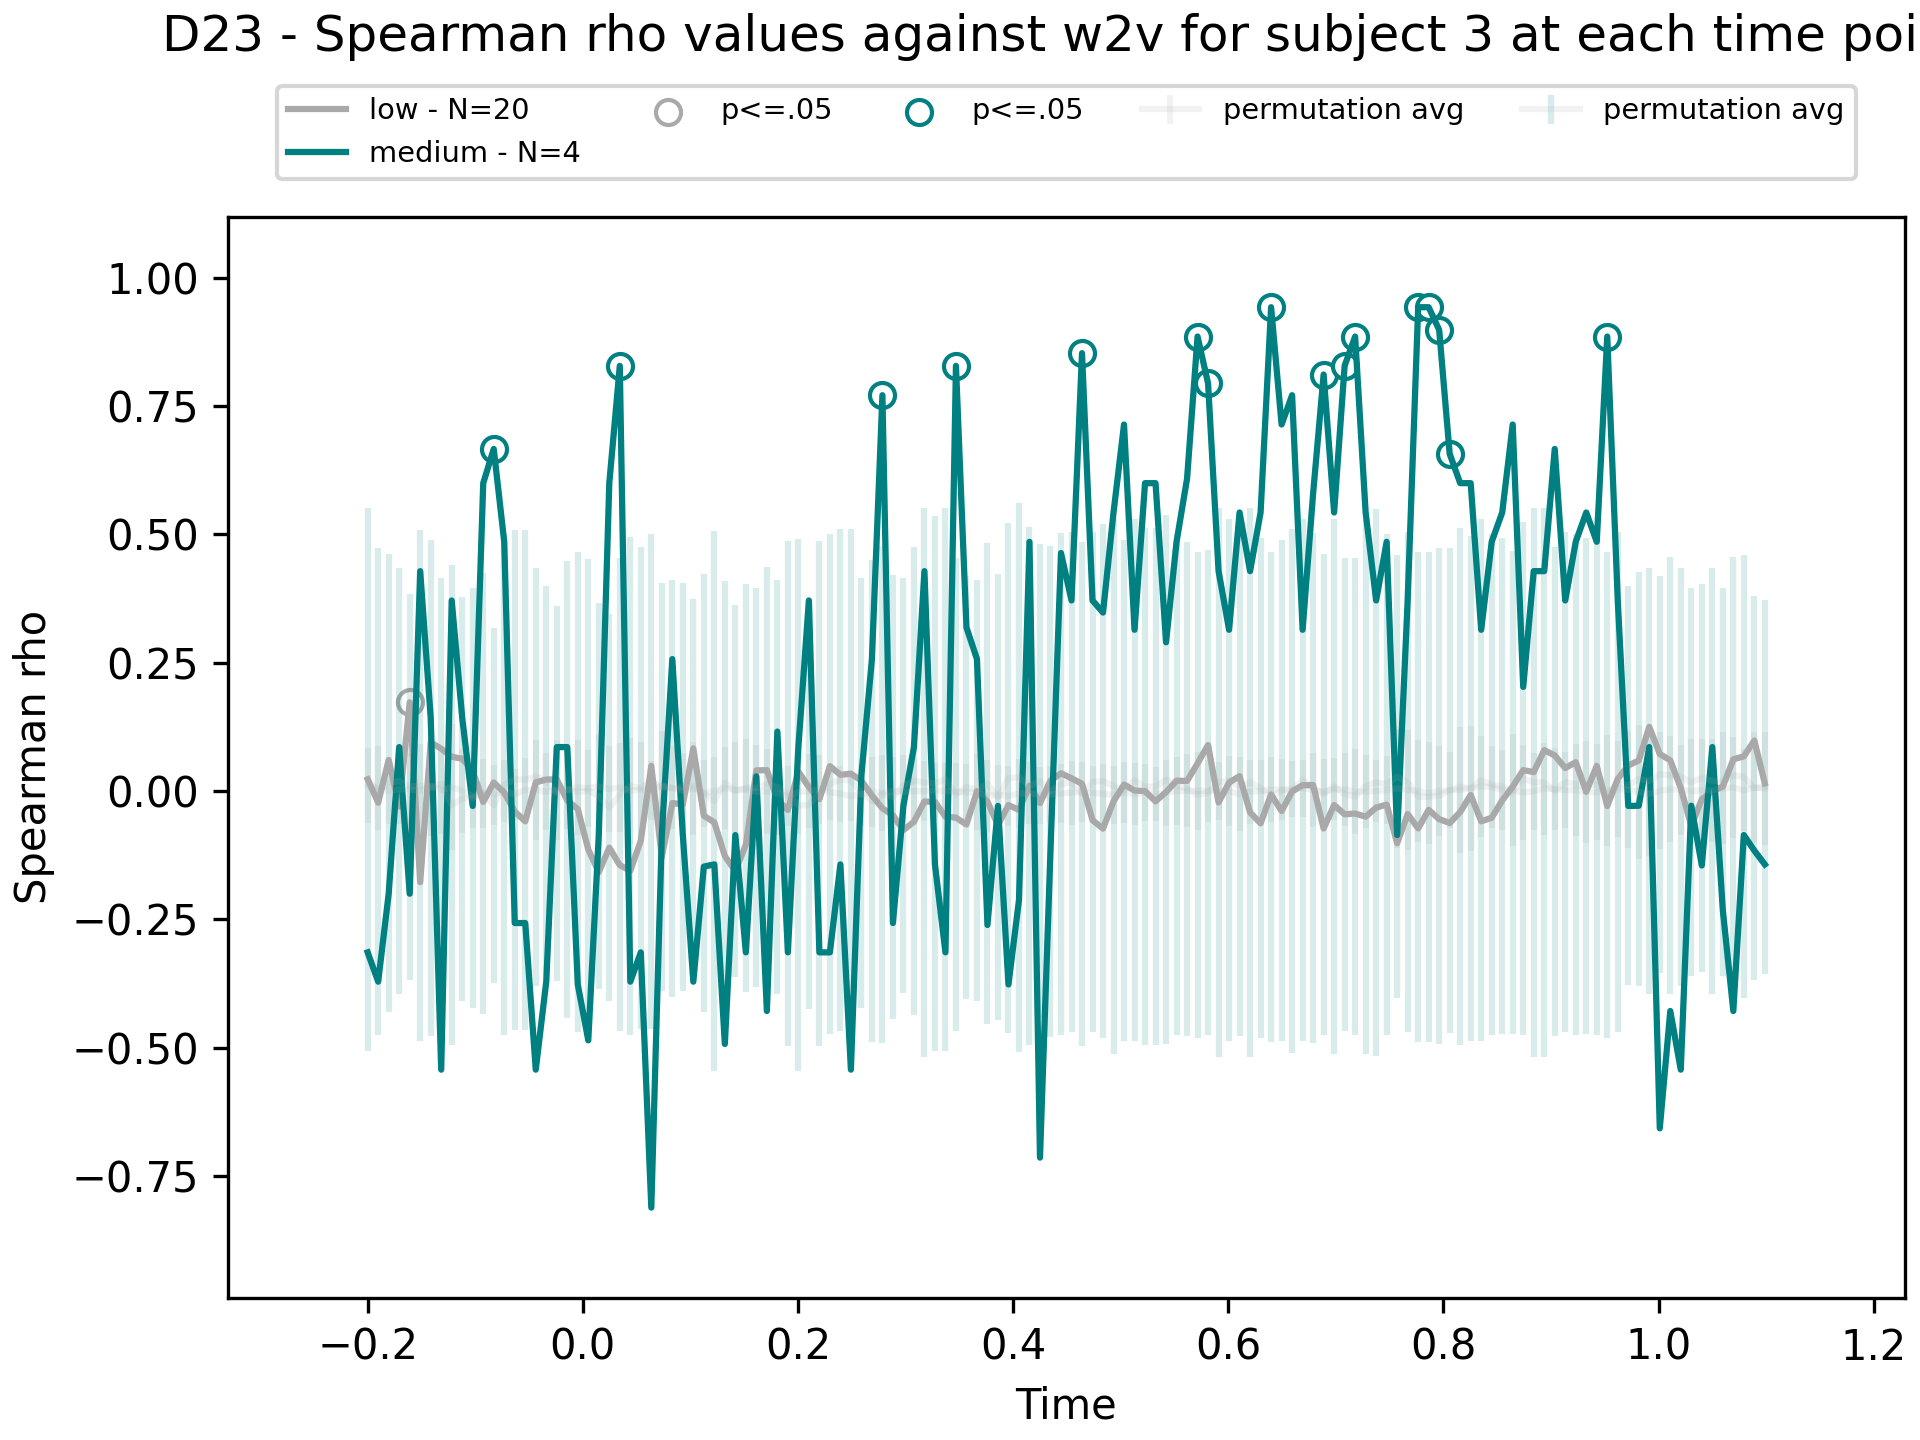 D23 - Spearman rho values against w2v for subject 3 at each time poi
low - N=20
medium - N=4
p<=.05
p<=.05
permutation avg
permutation avg
Spearman rho
1.00
0.75
0.50
0.25
0.00
−0.25
−0.50
−0.75
−0.2
0.0
0.2
0.4
0.6
0.8
1.0
1.2
Time